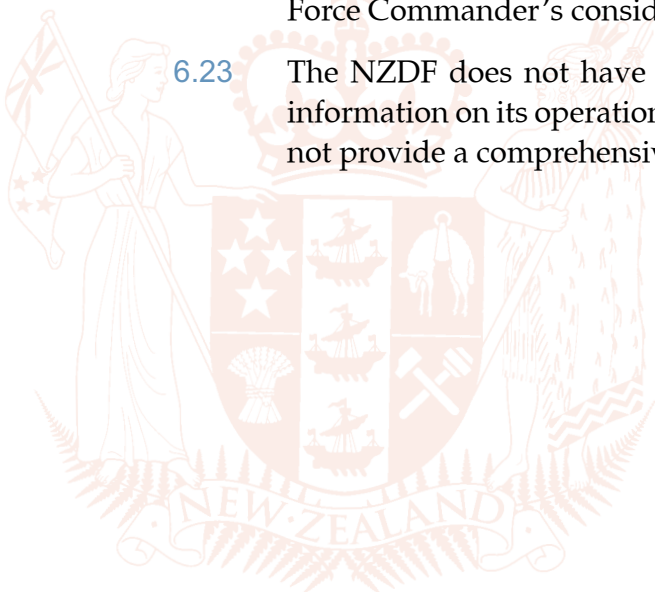 Force Commander's consid
6.23 The NZDF does not have
information on its operation
not provide a comprehensiv
NEW·ZEALAND